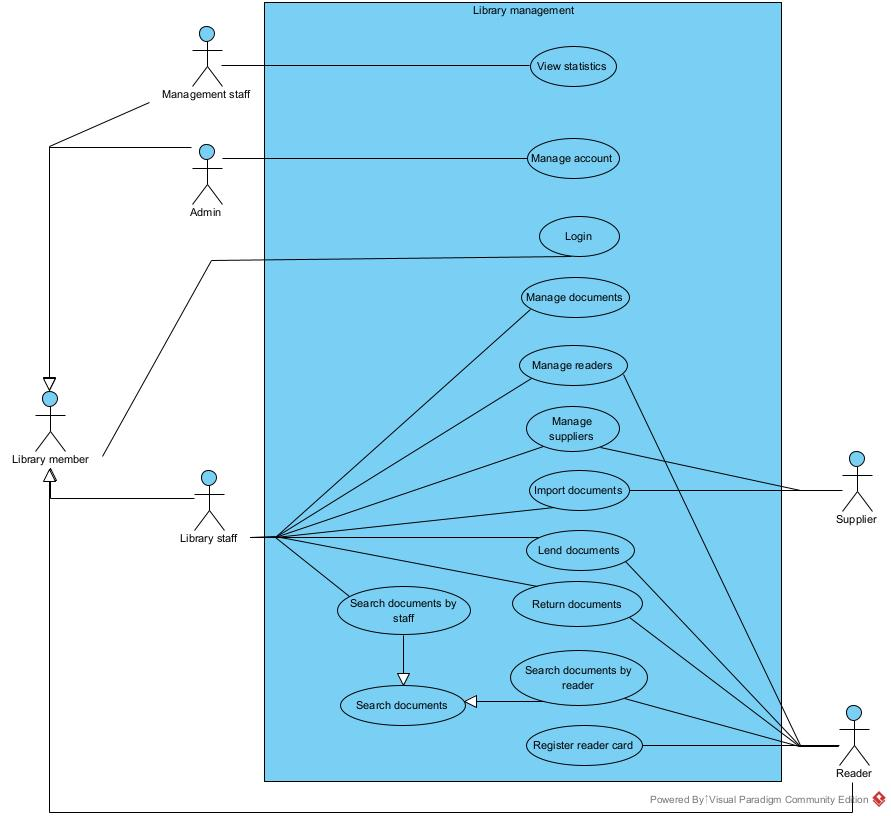 Library management
Management staff
View statistics
Admin
Manage account
Login
Manage documents
Manage readers
Manage
suppliers
Library member
Library staff
Import documents
Supplier
Lend documents
Search documents by
staff
Return documents
Search documents by
reader
Search documents
Register reader card
Reader
Powered By Visual Paradigm Community Edition